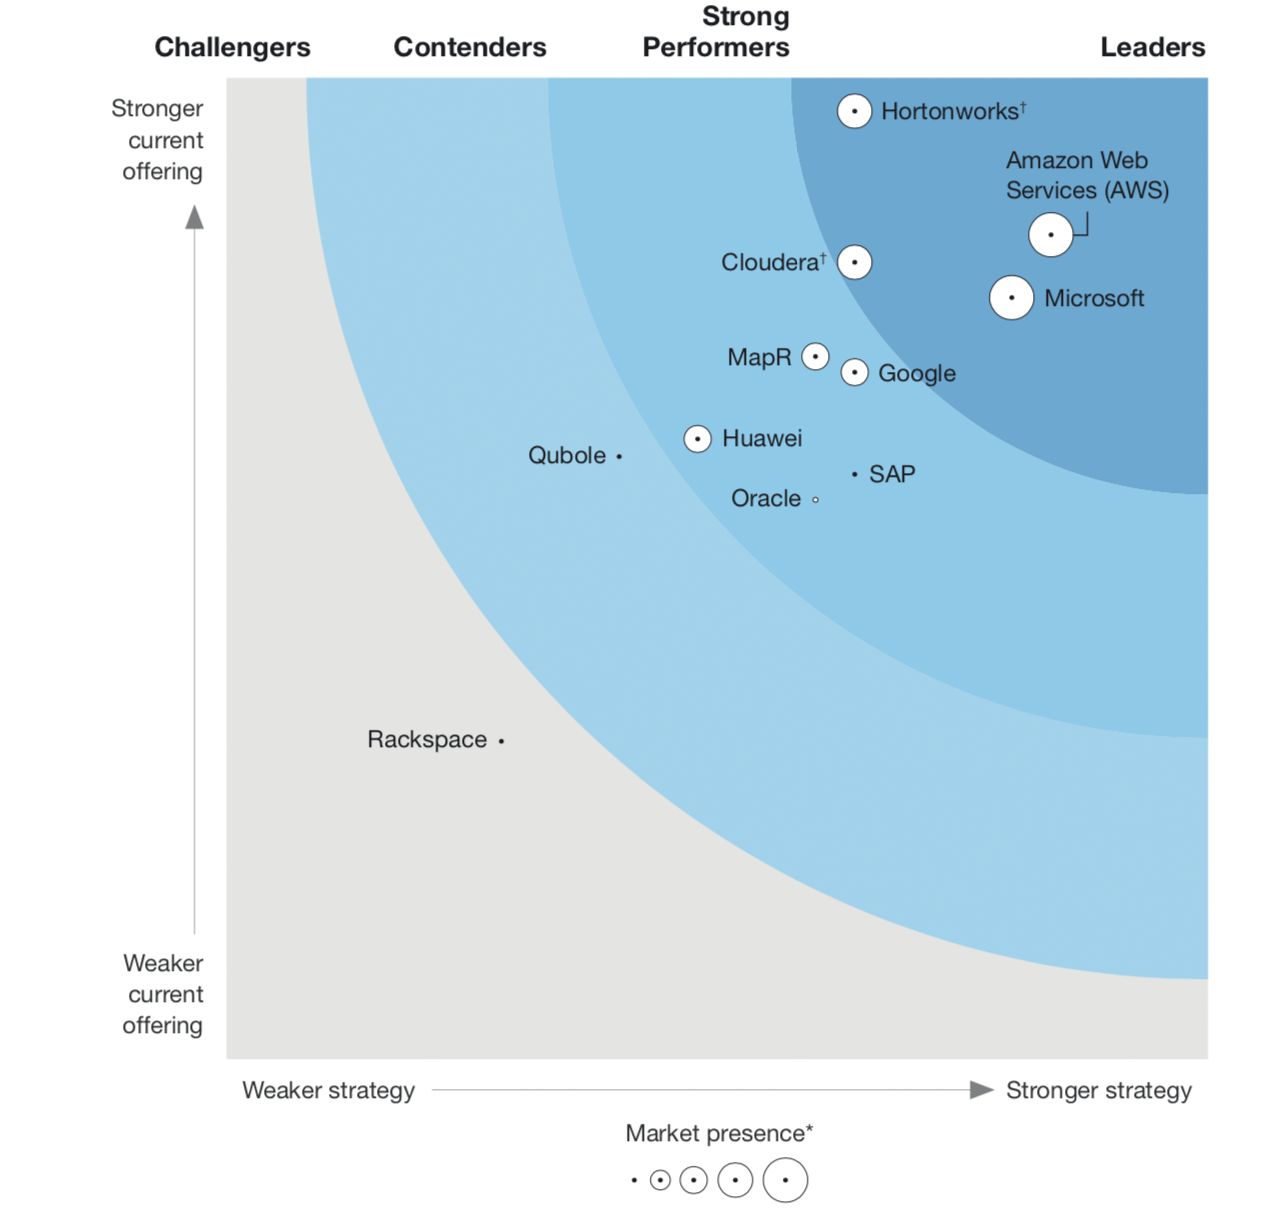 Strong
Challengers Contenders Performers Leaders
Stronger
current
offering
Hortonworks†
Amazon Web
Services (AWS)
Cloudera†
Microsoft
MapR
Google
Huawei
Qubole
SAP
Oracle
Rackspace
Weaker
current
offering
Weaker strategy
Stronger strategy
Market presence*